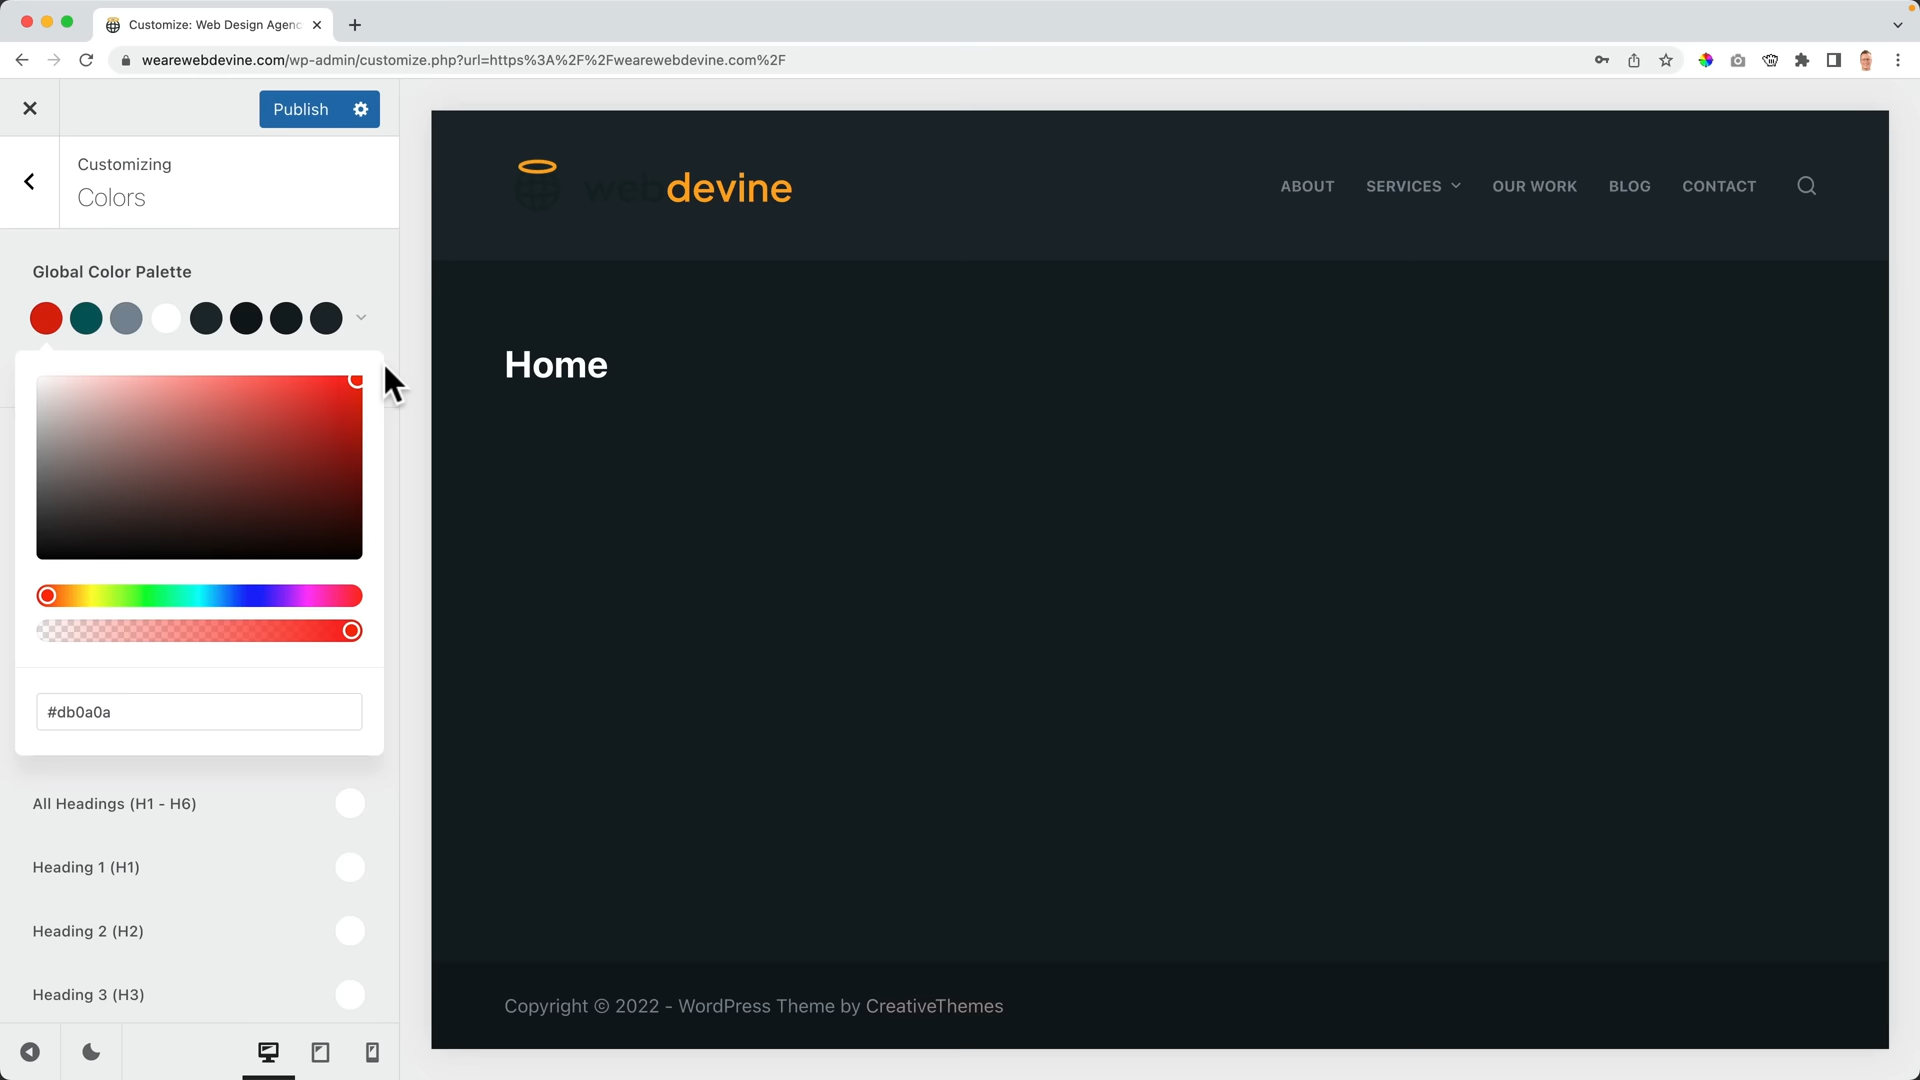 Customize: Web Design Agenc
wearewebdevine.com/wp-admin/customize.php?url=https%3A%2F%2Fwearewebdevine.com%2F
Publish
Customizing
Colors
Global Color Palette
#db0a0a
All Headings (H1 - H6)
Heading 1 (H1)
Heading 2 (H2)
Heading 3 (H3)
webdevine
ABOUT SERVICES OUR WORK BLOG CONTACT
Home
Copyright © 2022 - WordPress Theme by CreativeThemes